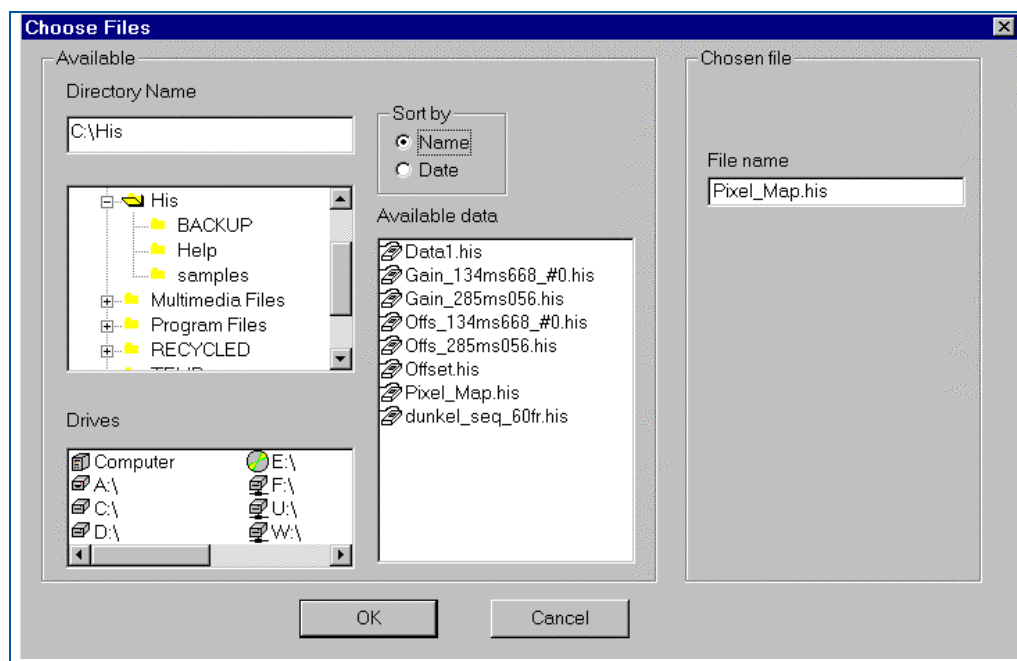 Choose Files
Available
Directory Name
C:\His
Sort by
Name
Date
His
BACKUP
Help
samples
Multimedia Files
Program Files
RECYCLED
Available data
Data1.his
Gain_134ms668_#0.his
Gain_285ms056.his
Offs_134ms668_#0.his
Offs_285ms056.his
Offset.his
Pixel_Map.his
dunkel_seq_60fr.his
Drives
Computer
A:\
C:\
D:\
E:\
F:\
U:\
W:\
Chosen file
File name
Pixel_Map.his
OK
Cancel